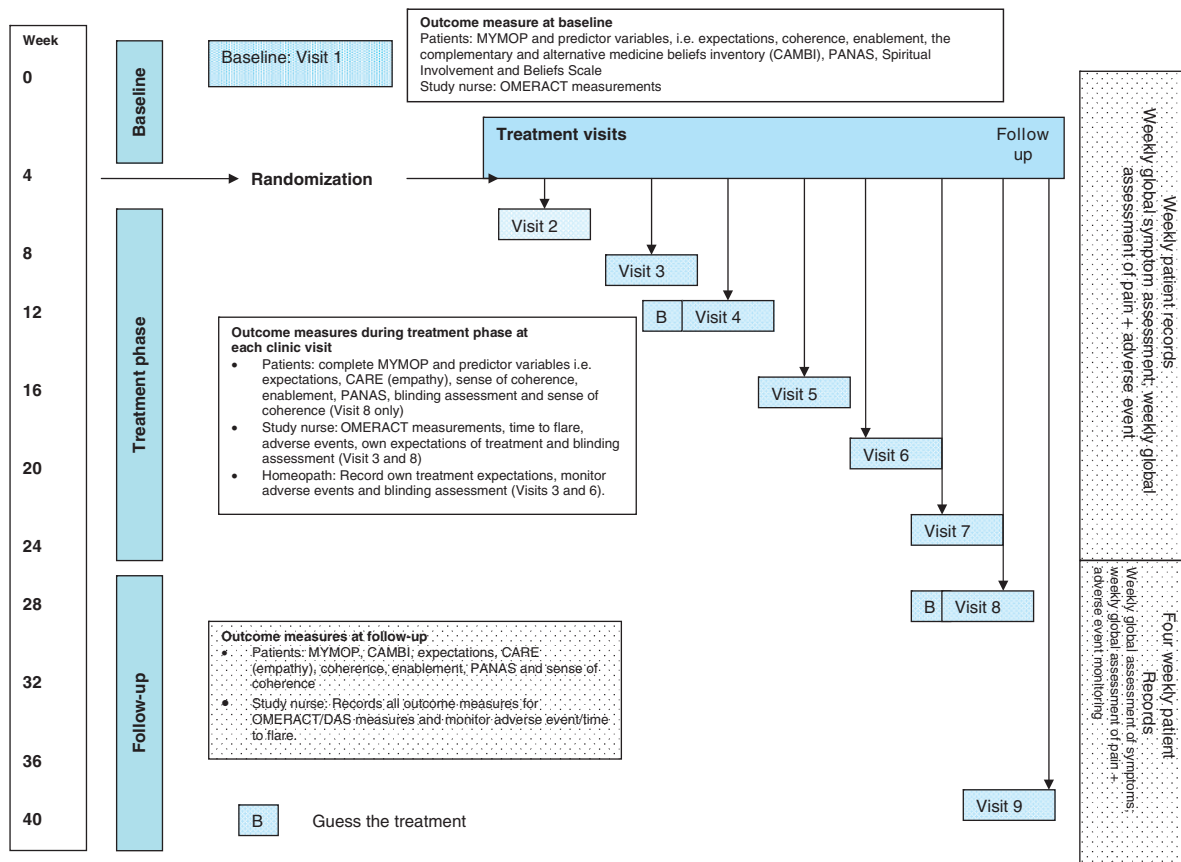 Week
0
4
8
12
16
20
24
28
32
36
40
Baseline
Treatment phase
Follow-up
Baseline: Visit 1
Outcome measure at baseline
Patients: MYMOP and predictor variables, i.e. expectations, coherence, enablement, the
complementary and alternative medicine beliefs inventory (CAMBI), PANAS, Spiritual
Involvement and Beliefs Scale
Study nurse: OMERACT measurements
Treatment visits
Follow
up
Randomization
Visit 2
Visit 3
B
Visit 4
Visit 5
Visit 6
Visit 7
B
Visit 8
Visit 9
Outcome measures during treatment phase at
each clinic visit
• Patients: complete MYMOP and predictor variables i.e.
expectations, CARE (empathy), sense of coherence,
enablement, PANAS, blinding assessment and sense of
coherence (Visit 8 only)
• Study nurse: OMERACT measurements, time to flare,
adverse events, own expectations of treatment and blinding
assessment (Visit 3 and 8)
• Homeopath: Record own treatment expectations, monitor
adverse events and blinding assessment (Visits 3 and 6).
Outcome measures at follow-up
• Patients: MYMOP, CAMBI, expectations, CARE
(empathy), coherence, enablement, PANAS and sense of
coherence
• Study nurse: Records all outcome measures for
OMERACT/DAS measures and monitor adverse event/time
to flare.
B
Guess the treatment
Weekly patient records
Weekly global symptom assessment; weekly global
assessment of pain + adverse event
Four weekly patient
Records
Weekly global assessment of symptoms;
weekly global assessment of pain +
adverse event monitoring